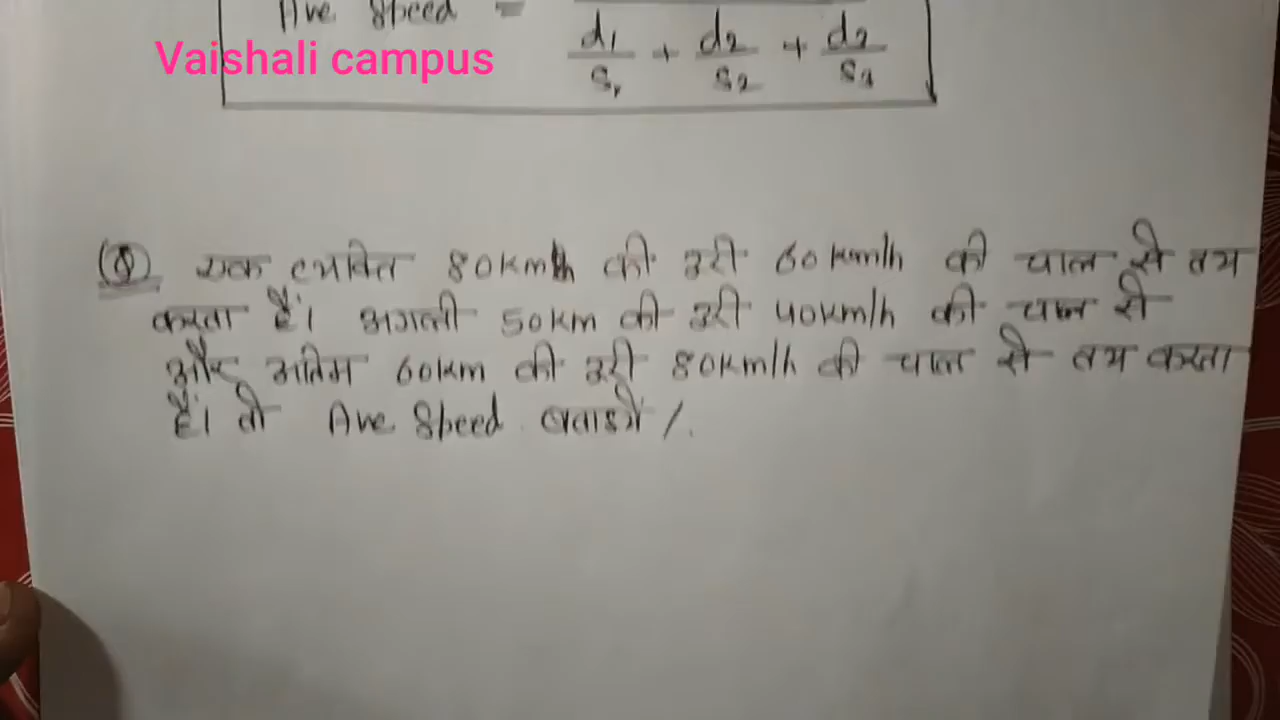 Ave Speed =
Vaishali campus
d1/S1 + d2/S2 + d3/S3
(Q) एक व्यक्ति 80km की दूरी 60km/h की चाल से तय
करता है। अगली 50km की दूरी 40km/h की चाल से
और अंतिम 60km की दूरी 80km/h की चाल से तय करता
है। तो Ave Speed बताइये /.